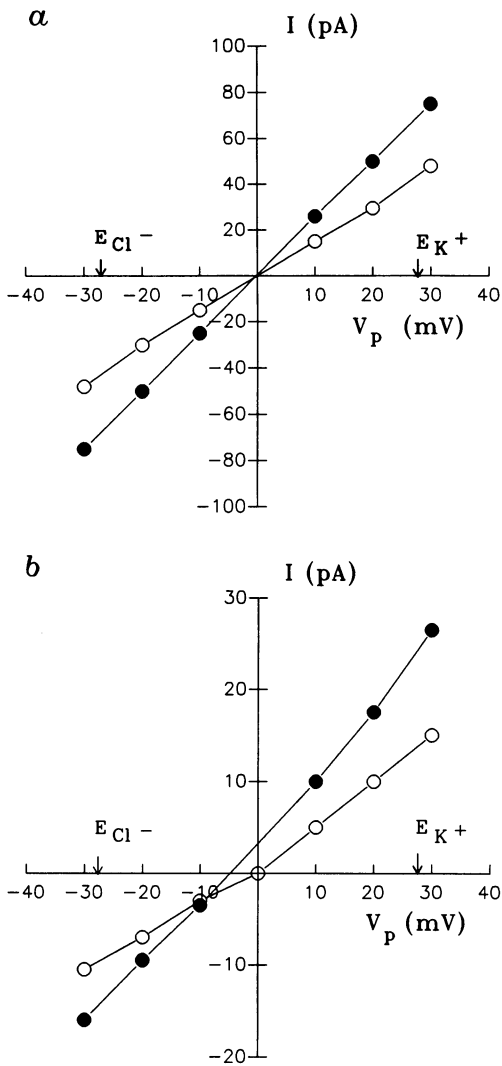 a
I (pA)
100
80
60
40
20
E Cl −
E K +
−40 −30 −20 −10 10 20 30 40
V p (mV)
−20
−40
−60
−80
−100
b
I (pA)
30
20
10
E Cl −
E K +
−40 −30 −20 −10 0 10 20 30 40
V p (mV)
−10
−20